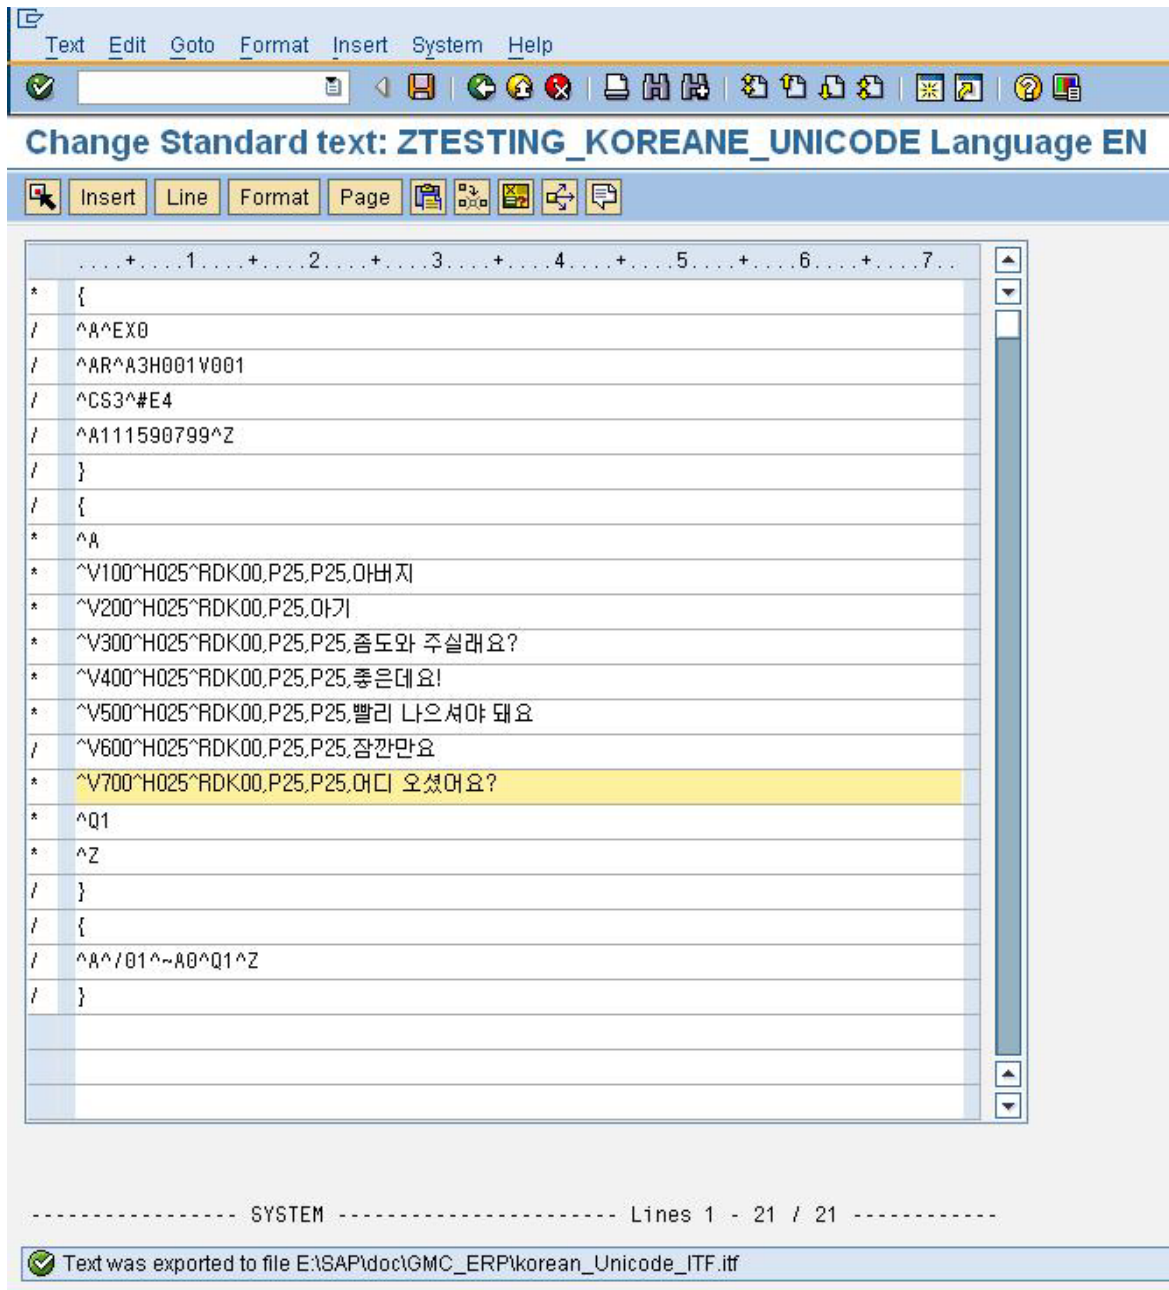 Text Edit Goto Format Insert System Help
Change Standard text: ZTESTING_KOREANE_UNICODE Language EN
Insert Line Format Page
....+....1....+....2....+....3....+....4....+....5....+....6....+....7..
* {
/ ^A^EX0
/ ^AR^A3H001V001
/ ^CS3^#E4
/ ^A111590799^Z
/ }
/ {
* ^A
* ^V100^H025^RDK00,P25,P25,아버지
* ^V200^H025^RDK00,P25,아기
* ^V300^H025^RDK00,P25,P25,좀도와 주실래요?
* ^V400^H025^RDK00,P25,P25,좋은데요!
* ^V500^H025^RDK00,P25,P25,빨리 나으셔야 돼요
/ ^V600^H025^RDK00,P25,P25,잠깐만요
* ^V700^H025^RDK00,P25,P25,어디 오셨어요?
* ^Q1
* ^Z
/ }
/ {
/ ^A^/01^~A0^Q1^Z
/ }
----------------- SYSTEM ----------------------- Lines 1 - 21 / 21 ------------
Text was exported to file E:\SAP\doc\GMC_ERP\korean_Unicode_ITF.itf